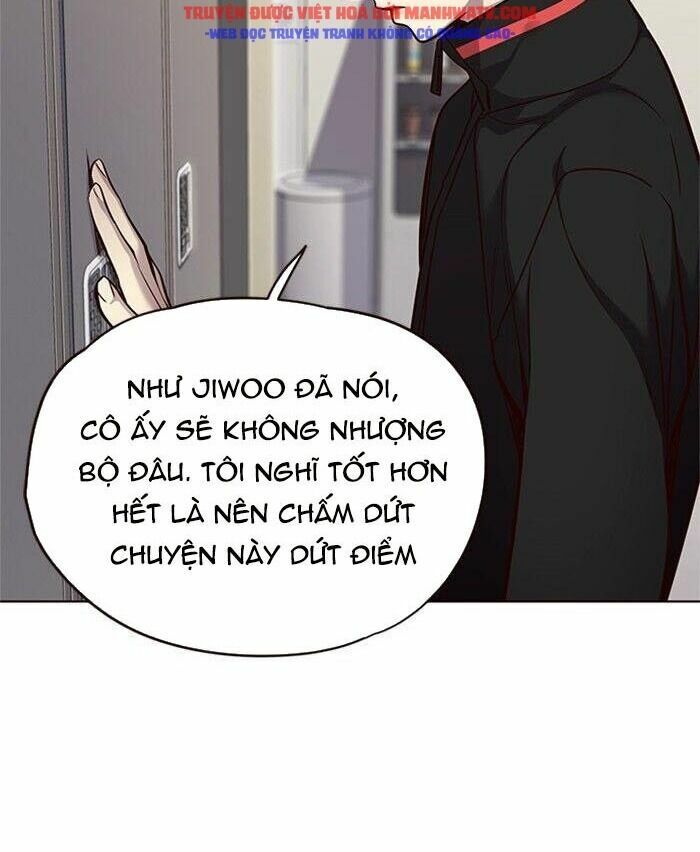 TRUYỆN ĐƯỢC VIỆT HOÁ BỞI MANHWATV.COM
-WEB ĐỌC TRUYỆN TRANH KHÔNG CÓ QUẢNG CÁO-
NHƯ JIWOO ĐÃ NÓI,
CÔ ẤY SẼ KHÔNG NHƯỢNG
BỘ ĐÂU. TÔI NGHĨ TỐT HƠN
HẾT LÀ NÊN CHẤM DỨT
CHUYỆN NÀY DỨT ĐIỂM